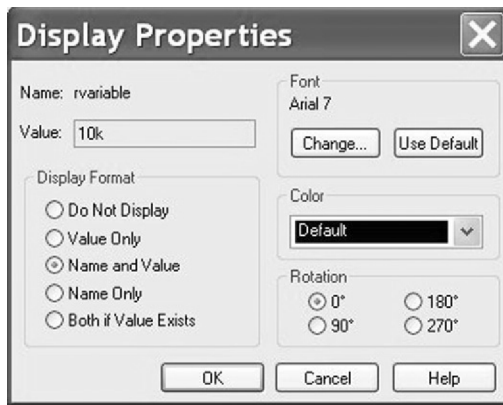 Display Properties
Name: rvariable
Value: 10k
Font
Arial 7
Change...
Use Default
Display Format
Do Not Display
Value Only
Name and Value
Name Only
Both if Value Exists
Color
Default
Rotation
0° 180°
90° 270°
OK Cancel Help